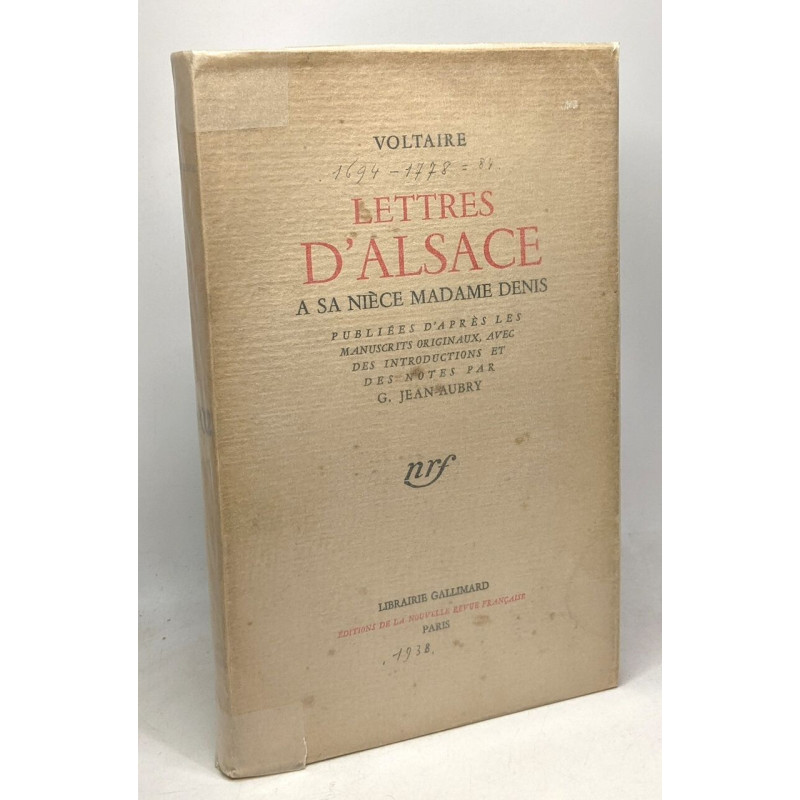 VOLTAIRE
1694 – 1778 = 84.
LETTRES
D'ALSACE
A SA NIÈCE MADAME DENIS
PUBLIÉES D'APRÈS LES
MANUSCRITS ORIGINAUX, AVEC
DES INTRODUCTIONS ET
DES NOTES PAR
G. JEAN-AUBRY
nrf
LIBRAIRIE GALLIMARD
ÉDITIONS DE LA NOUVELLE REVUE FRANÇAISE
PARIS
. 1938.